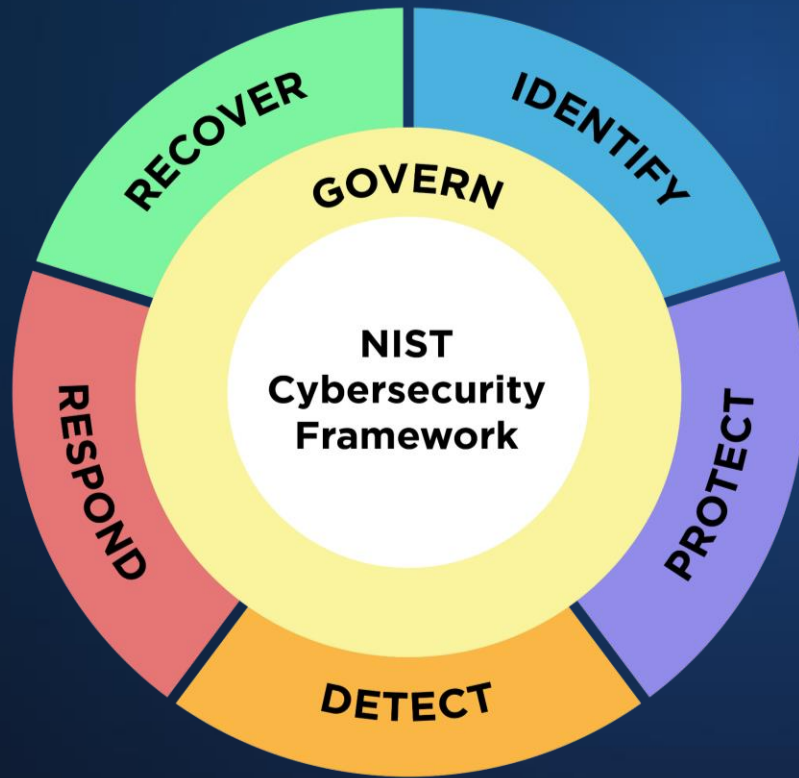 RECOVER
IDENTIFY
GOVERN
NIST
Cybersecurity
Framework
RESPOND
PROTECT
DETECT